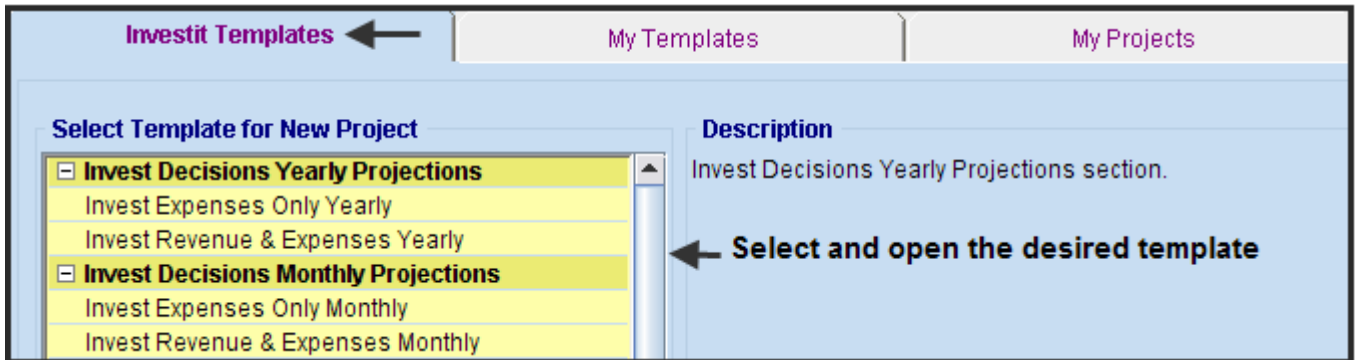 Investit Templates
My Templates
My Projects
Select Template for New Project
Description
Invest Decisions Yearly Projections
Invest Decisions Yearly Projections section.
Invest Expenses Only Yearly
Invest Revenue & Expenses Yearly
Select and open the desired template
Invest Decisions Monthly Projections
Invest Expenses Only Monthly
Invest Revenue & Expenses Monthly